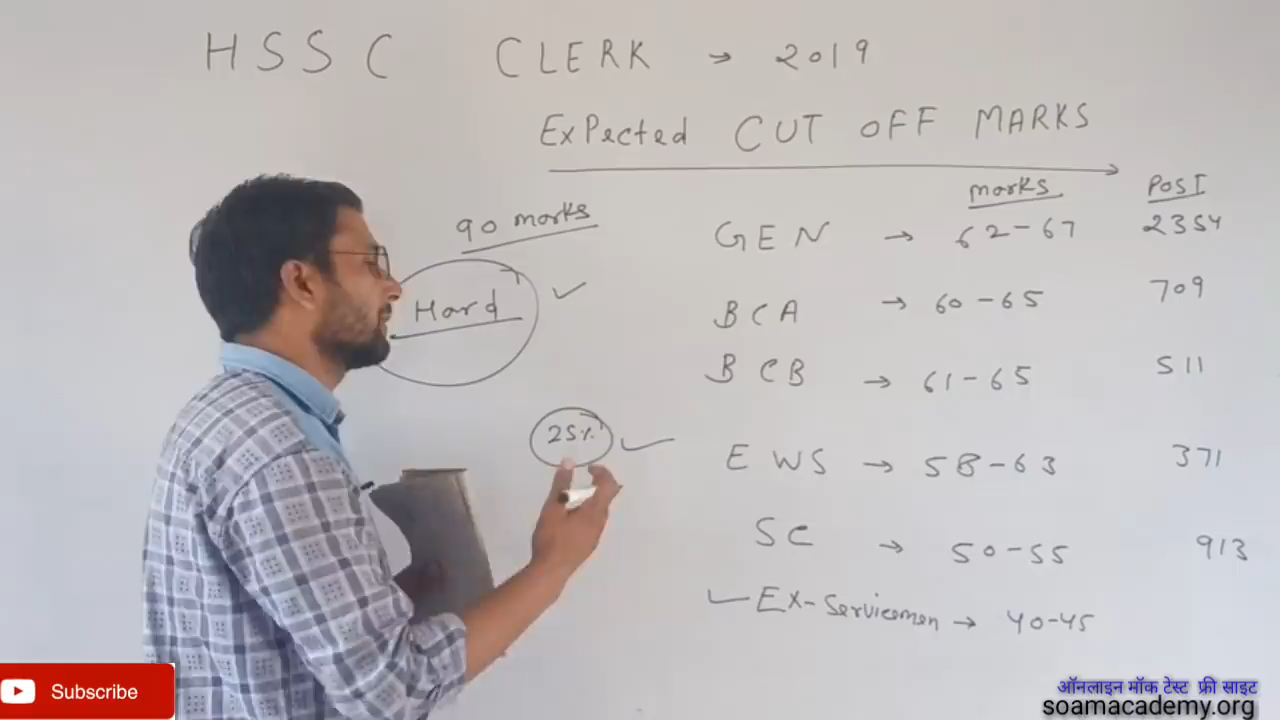 HSSC CLERK → 2019
Expected CUT OFF MARKS
marks POST
90 marks
Hard
25%
GEN → 62-67 2354
BCA → 60-65 709
BCB → 61-65 511
EWS → 58-63 371
SC → 50-55 913
Ex-Servicemen → 40-45
Subscribe
ऑनलाइन मॉक टेस्ट फ्री साइट
soamacademy.org